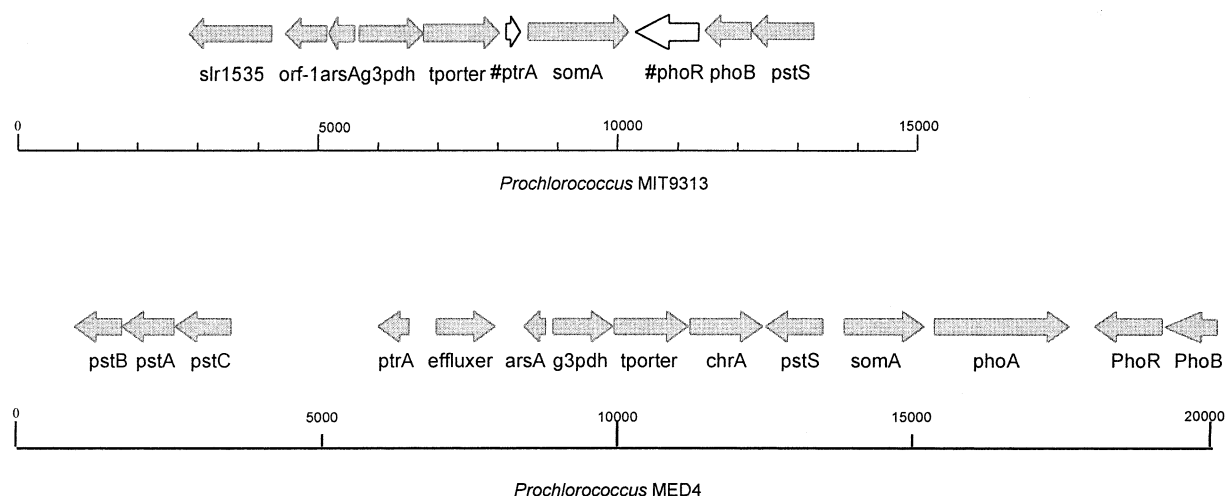 slr1535 orf-1arsAg3pdh tporter #ptrA somA #phoR phoB pstS
0 5000 10000 15000
Prochlorococcus MIT9313
pstB pstA pstC ptrA effluxer arsA g3pdh tporter chrA pstS somA phoA PhoR PhoB
0 5000 10000 15000 20000
Prochlorococcus MED4